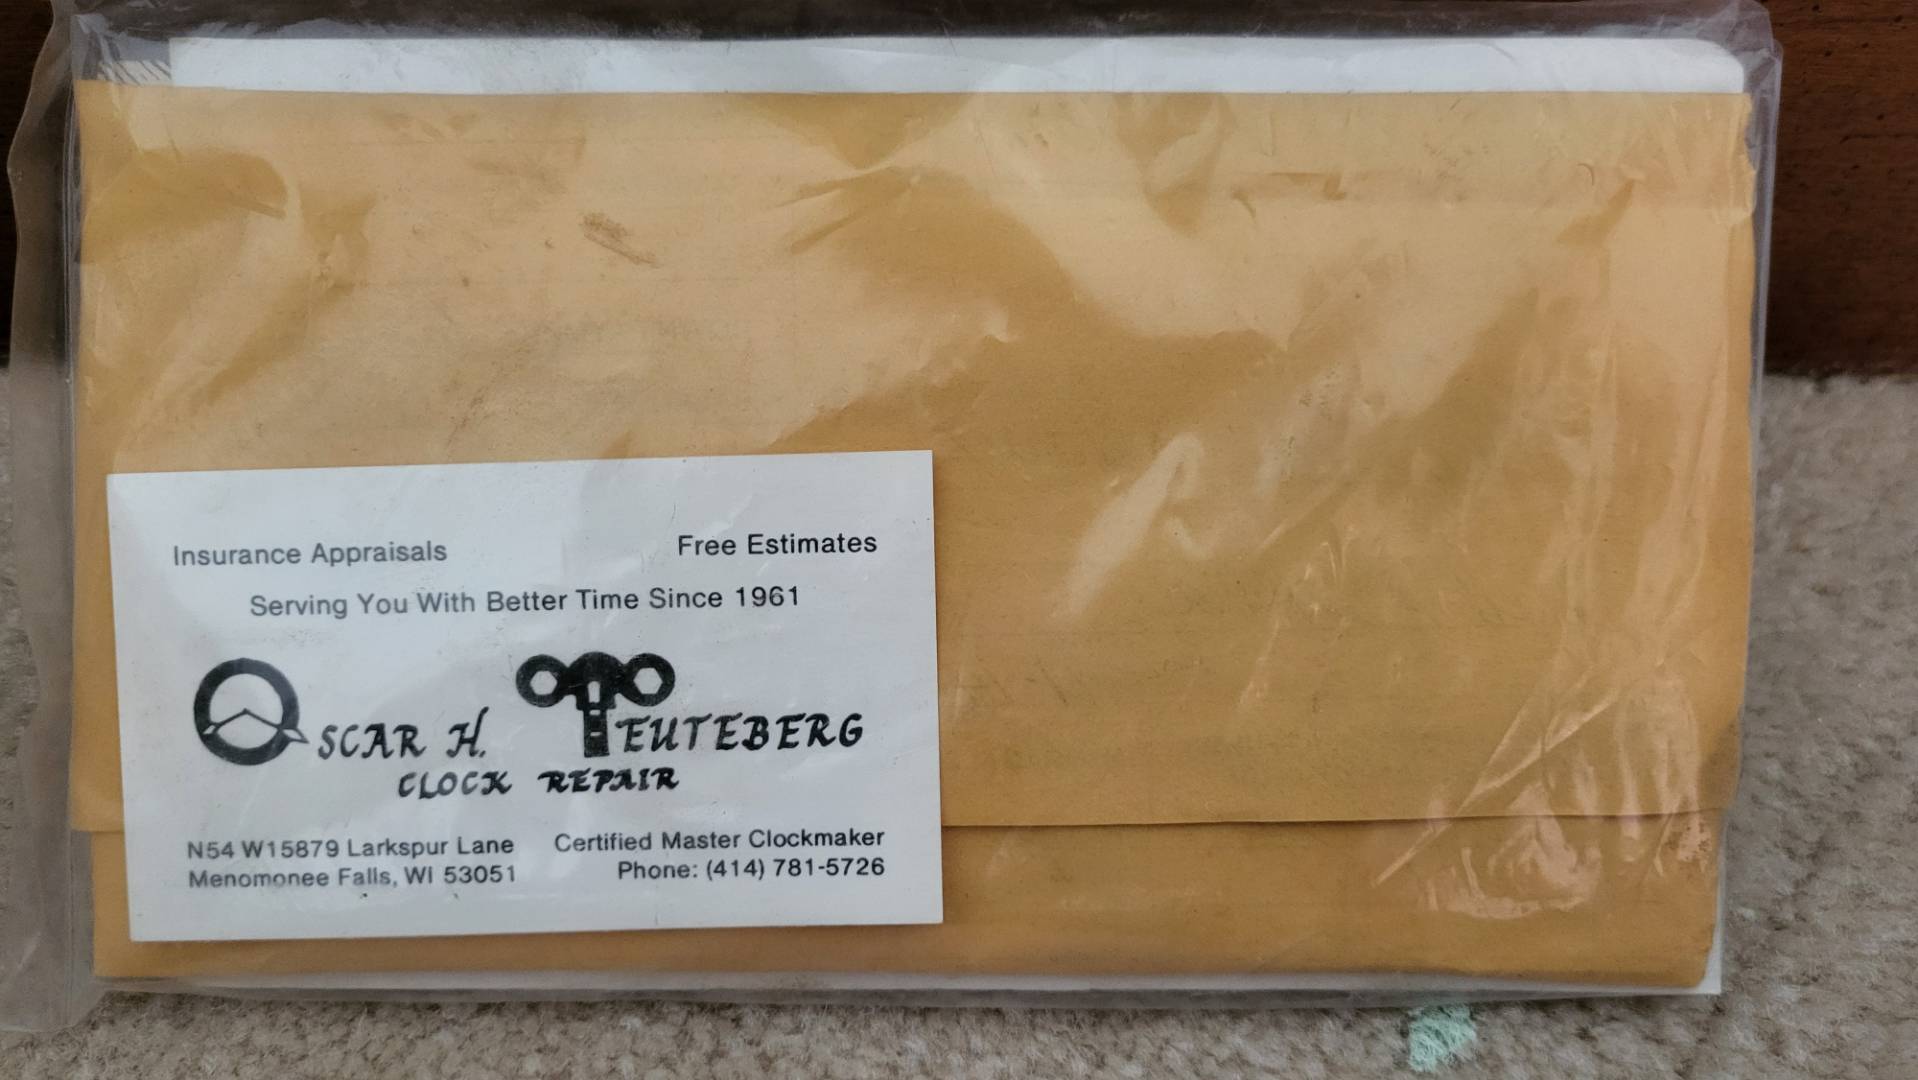 Insurance Appraisals Free Estimates
Serving You With Better Time Since 1961
OSCAR H. TEUTEBERG
CLOCK REPAIR
N54 W15879 Larkspur Lane Certified Master Clockmaker
Menomonee Falls, WI 53051 Phone: (414) 781-5726